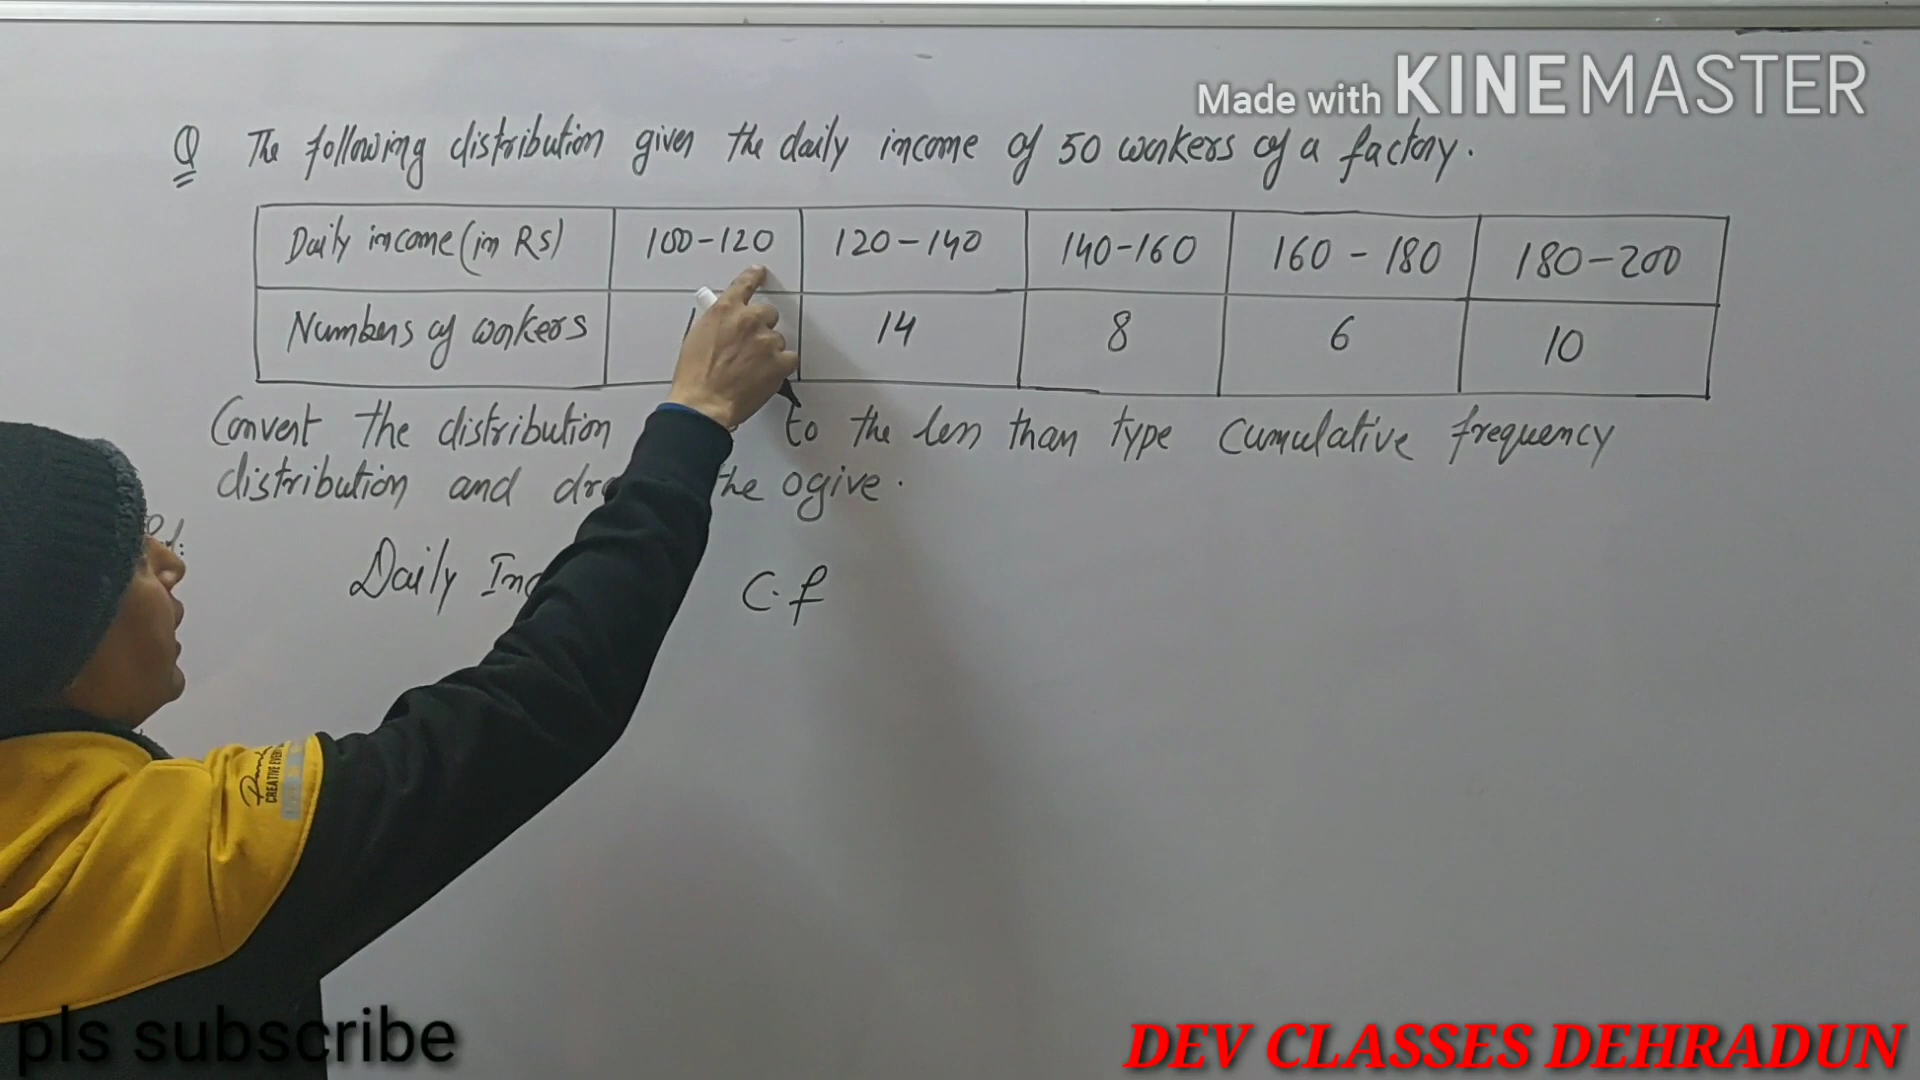 Made with KINEMASTER
Q The following distribution given the daily income of 50 workers of a factory.
Daily income (in Rs) 100-120 120-140 140-160 160-180 180-200
Numbers of workers 14 8 6 10
Convert the distribution to the less than type cumulative frequency
distribution and the ogive.
Daily C.f
CREATIVE
pls subscribe
DEV CLASSES DEHRADUN